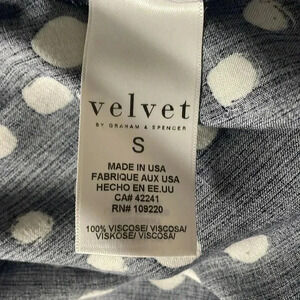 velvet
BY GRAHAM & SPENCER
S
MADE IN USA
FABRIQUE AUX USA
HECHO EN EE.UU
CA# 42241
RN# 109220
100% VISCOSE/ VISCOSA/
VISKOSE/ VISCOSE/ VISCOSA